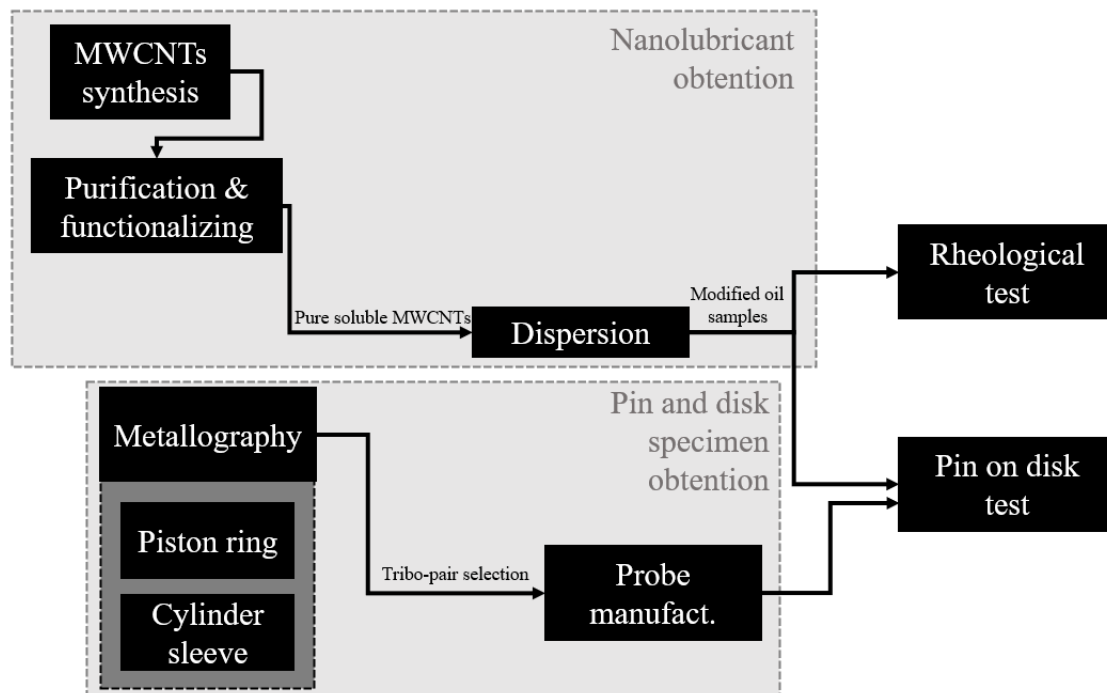 Nanolubricant
obtention
MWCNTs
synthesis
Purification &
functionalizing
Pure soluble MWCNTs
Dispersion
Modified oil
samples
Rheological
test
Pin and disk
specimen
obtention
Metallography
Piston ring
Cylinder
sleeve
Tribo-pair selection
Probe
manufact.
Pin on disk
test